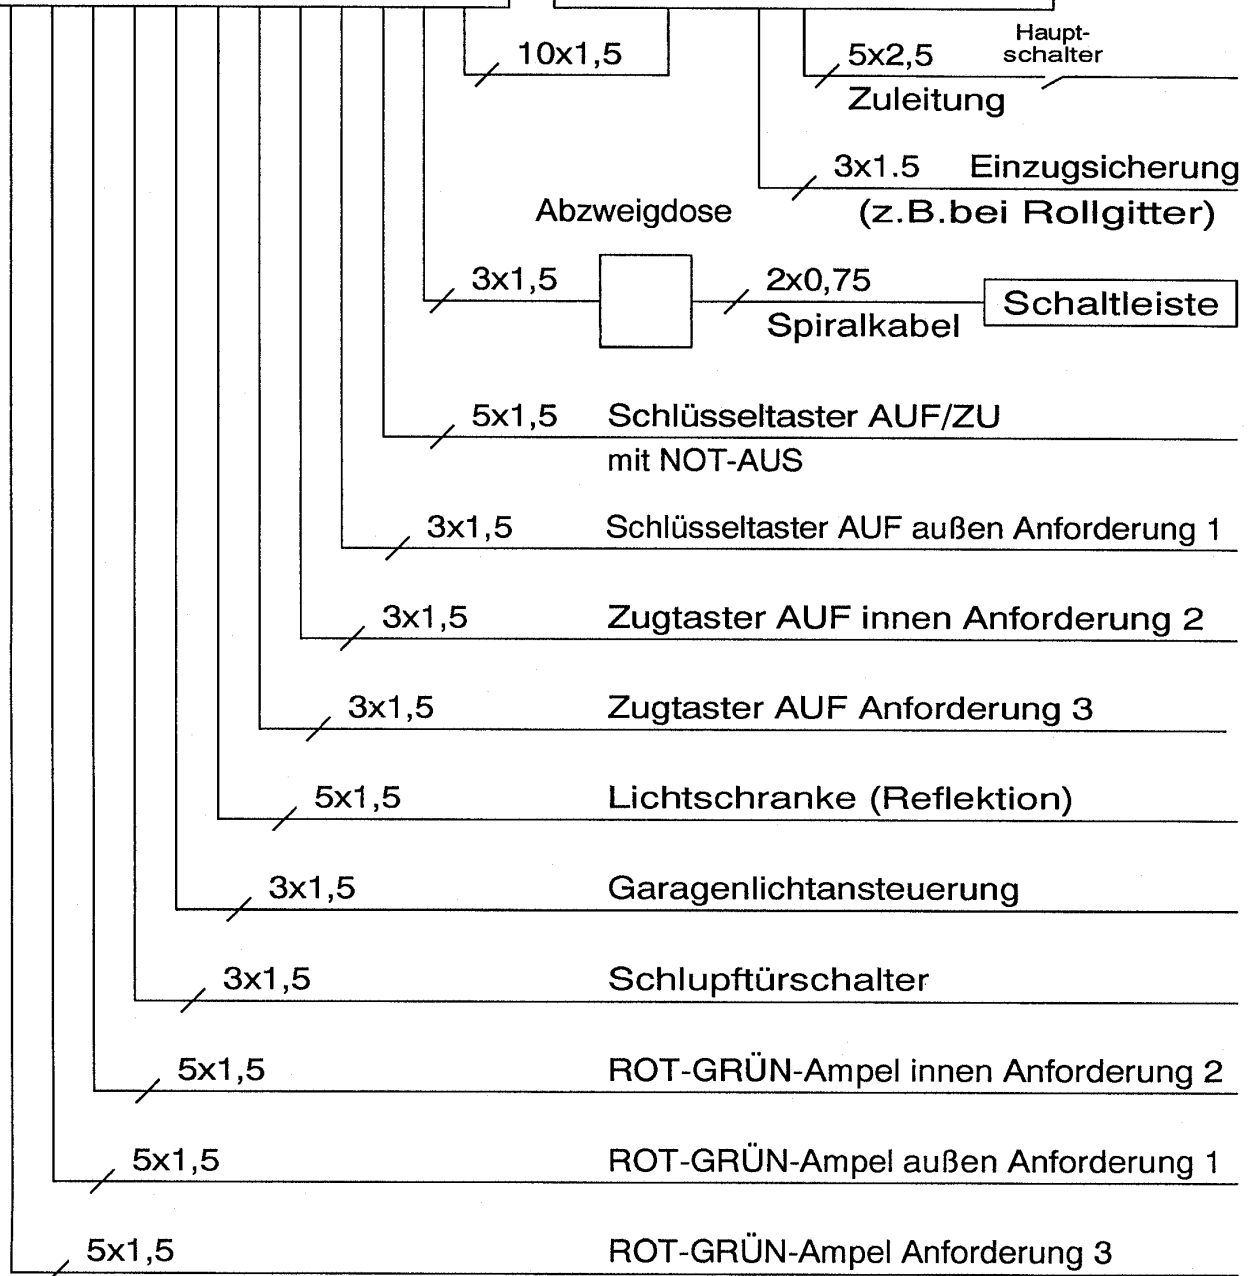 10x1,5
5x2,5
Haupt-
schalter
Zuleitung
3x1.5 Einzugsicherung
(z.B.bei Rollgitter)
Abzweigdose
3x1,5
2x0,75
Spiralkabel
Schaltleiste
5x1,5 Schlüsseltaster AUF/ZU
mit NOT-AUS
3x1,5 Schlüsseltaster AUF außen Anforderung 1
3x1,5 Zugtaster AUF innen Anforderung 2
3x1,5 Zugtaster AUF Anforderung 3
5x1,5 Lichtschranke (Reflektion)
3x1,5 Garagenlichtansteuerung
3x1,5 Schlupftürschalter
5x1,5 ROT-GRÜN-Ampel innen Anforderung 2
5x1,5 ROT-GRÜN-Ampel außen Anforderung 1
5x1,5 ROT-GRÜN-Ampel Anforderung 3